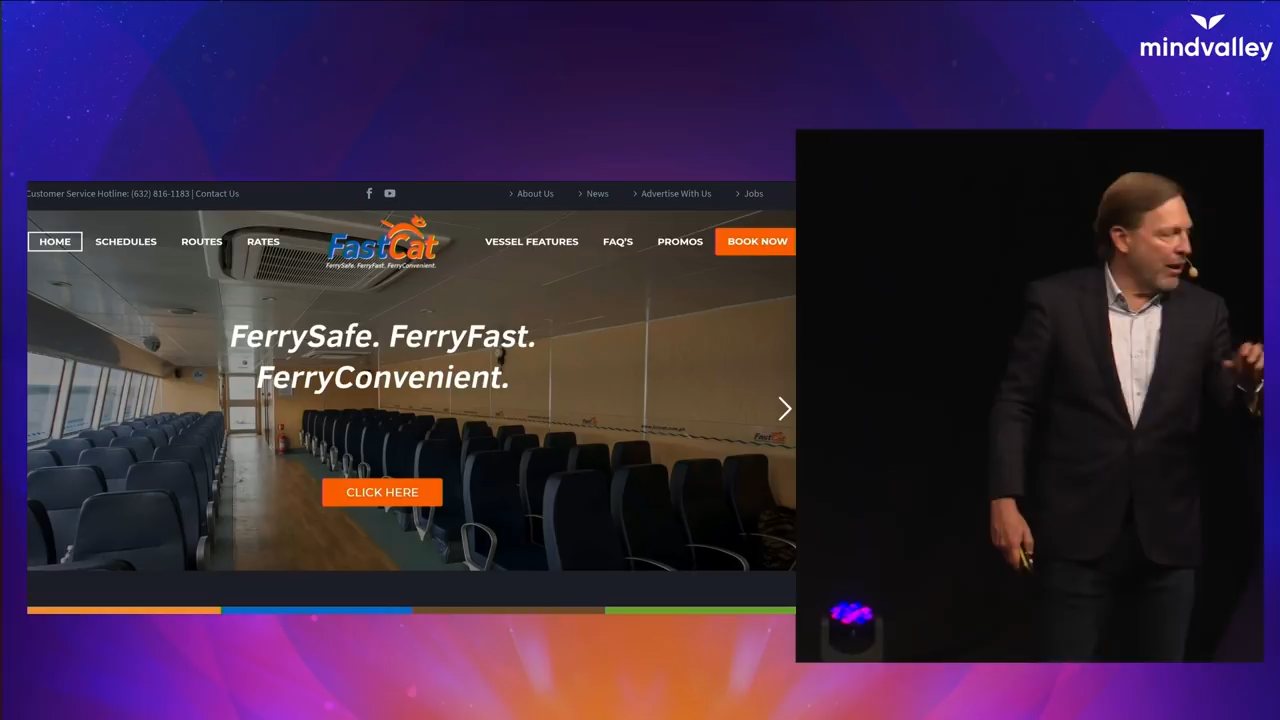 mindvalley
Customer Service Hotline: (632) 816-1183 | Contact Us
About Us
News
Advertise With Us
Jobs
HOME
SCHEDULES
ROUTES
RATES
FastCat
FerrySafe. FerryFast. FerryConvenient.
VESSEL FEATURES
FAQ'S
PROMOS
BOOK NOW
FerrySafe. FerryFast.
FerryConvenient.
FastCat
CLICK HERE